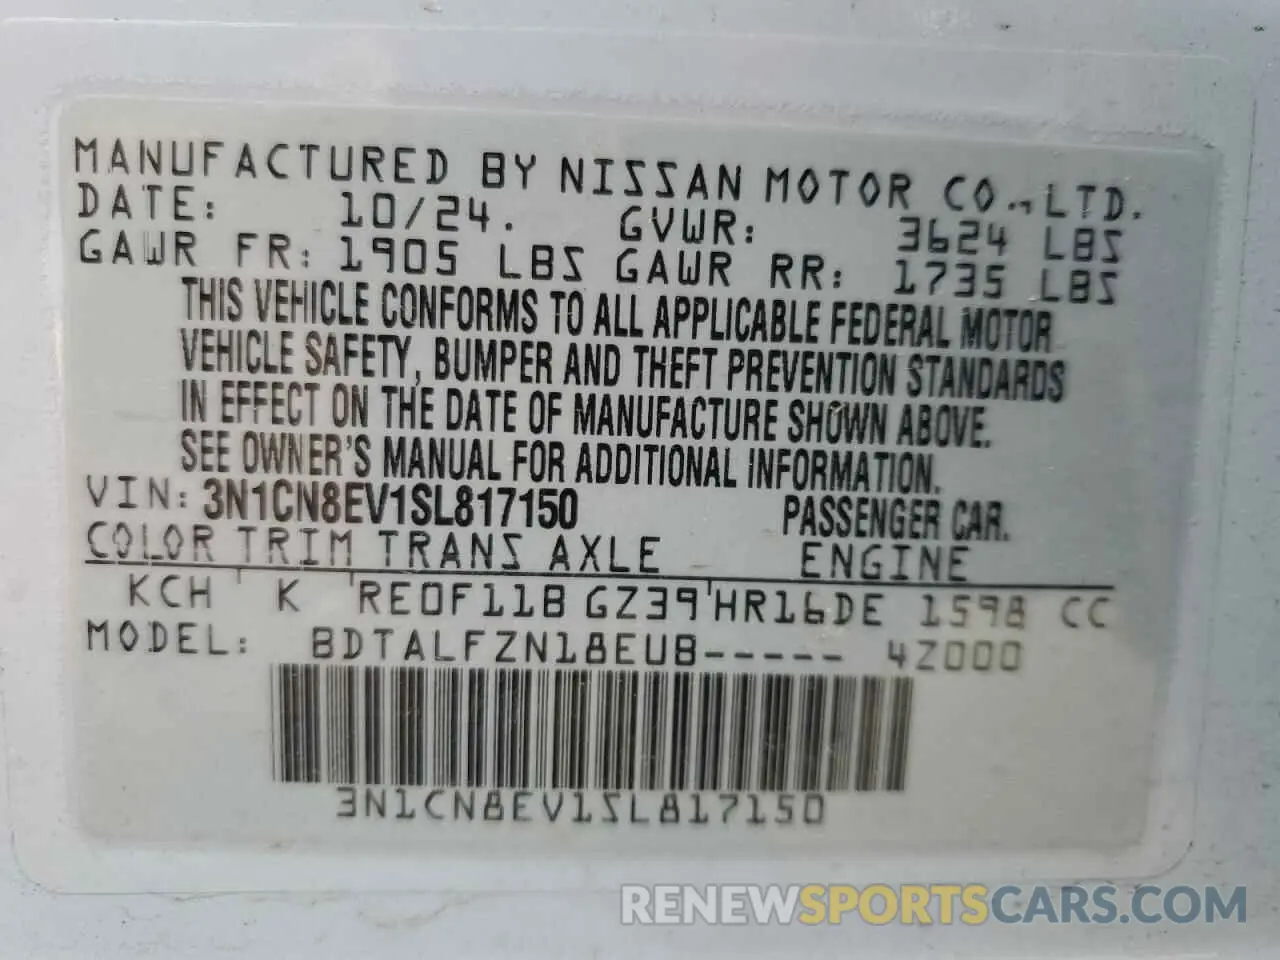 MANUFACTURED BY NISSAN MOTOR CO., LTD.
DATE: 10/24. GVWR: 3624 LBS
GAWR FR: 1905 LBS GAWR RR: 1735 LBS
THIS VEHICLE CONFORMS TO ALL APPLICABLE FEDERAL MOTOR
VEHICLE SAFETY, BUMPER AND THEFT PREVENTION STANDARDS
IN EFFECT ON THE DATE OF MANUFACTURE SHOWN ABOVE.
SEE OWNER'S MANUAL FOR ADDITIONAL INFORMATION.
VIN: 3N1CN8EV1SL817150 PASSENGER CAR.
COLOR TRIM TRANS AXLE ENGINE
KCH K RE0F11B GZ39 HR16DE 1598 CC
MODEL: BDTALFZN18EUB----- 4Z000
3N1CN8EV1SL817150
RENEWSPORTSCARS.COM